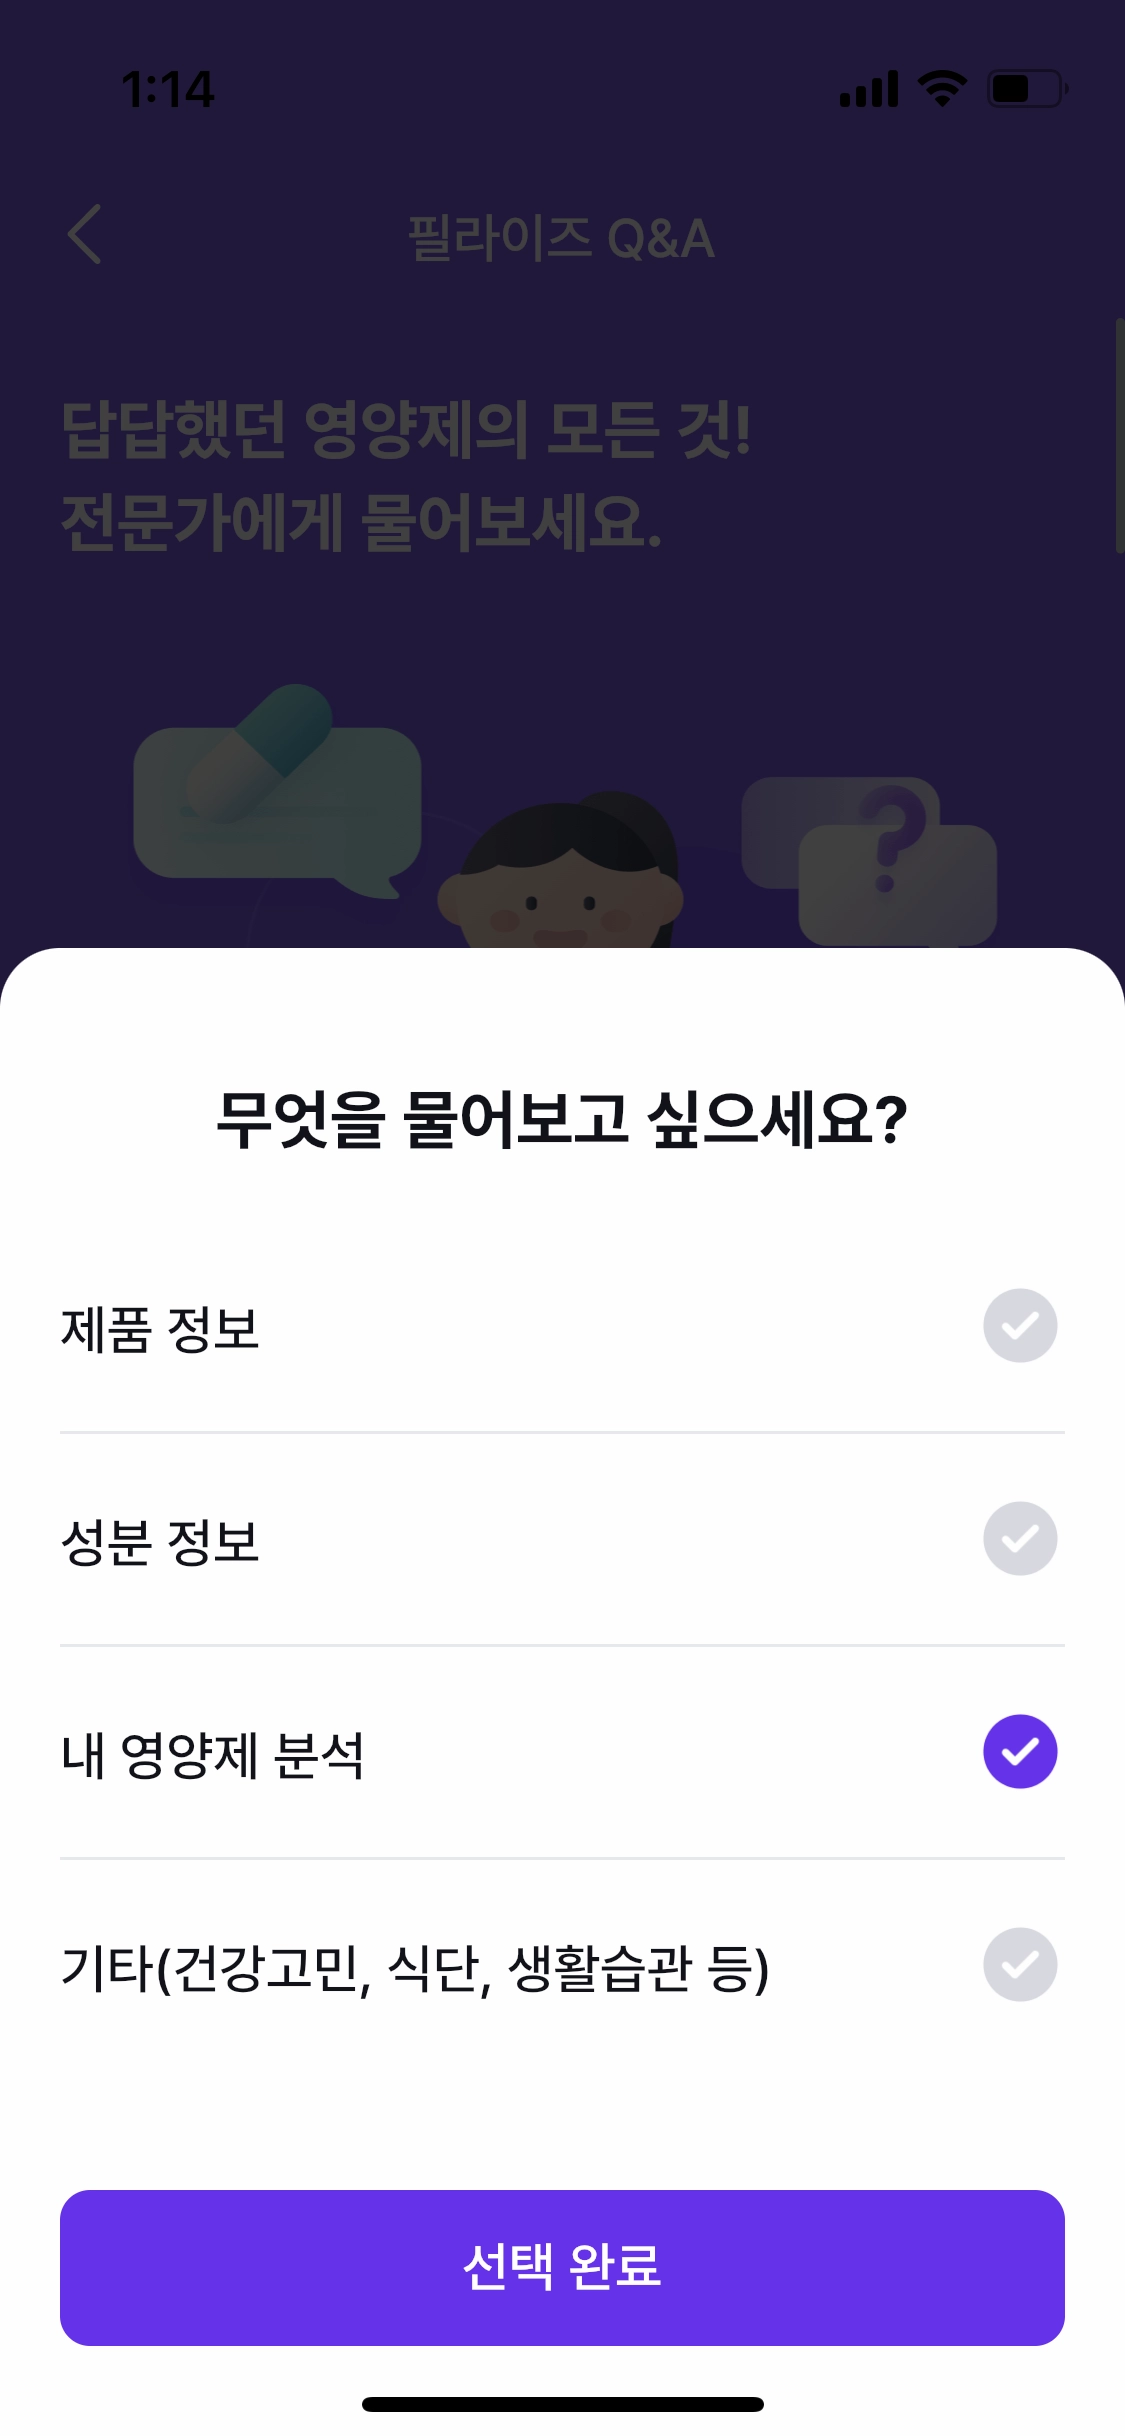 1:14
필라이즈 Q&A
답답했던 영양제의 모든 것!
전문가에게 물어보세요.
?
무엇을 물어보고 싶으세요?
제품 정보
성분 정보
내 영양제 분석
기타(건강고민, 식단, 생활습관 등)
선택 완료